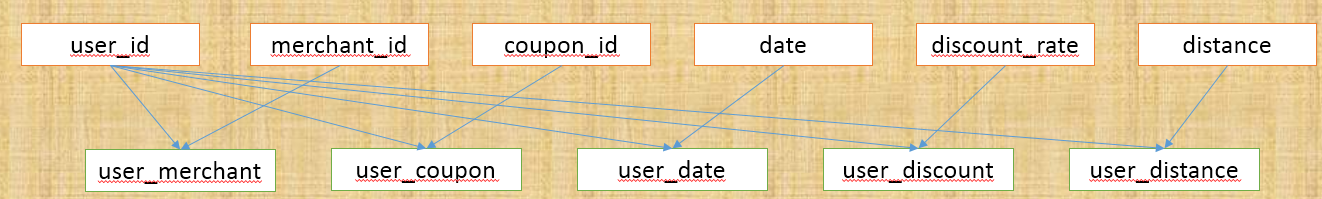 user_id
merchant_id
coupon_id
date
discount_rate
distance
user_merchant
user_coupon
user_date
user_discount
user_distance